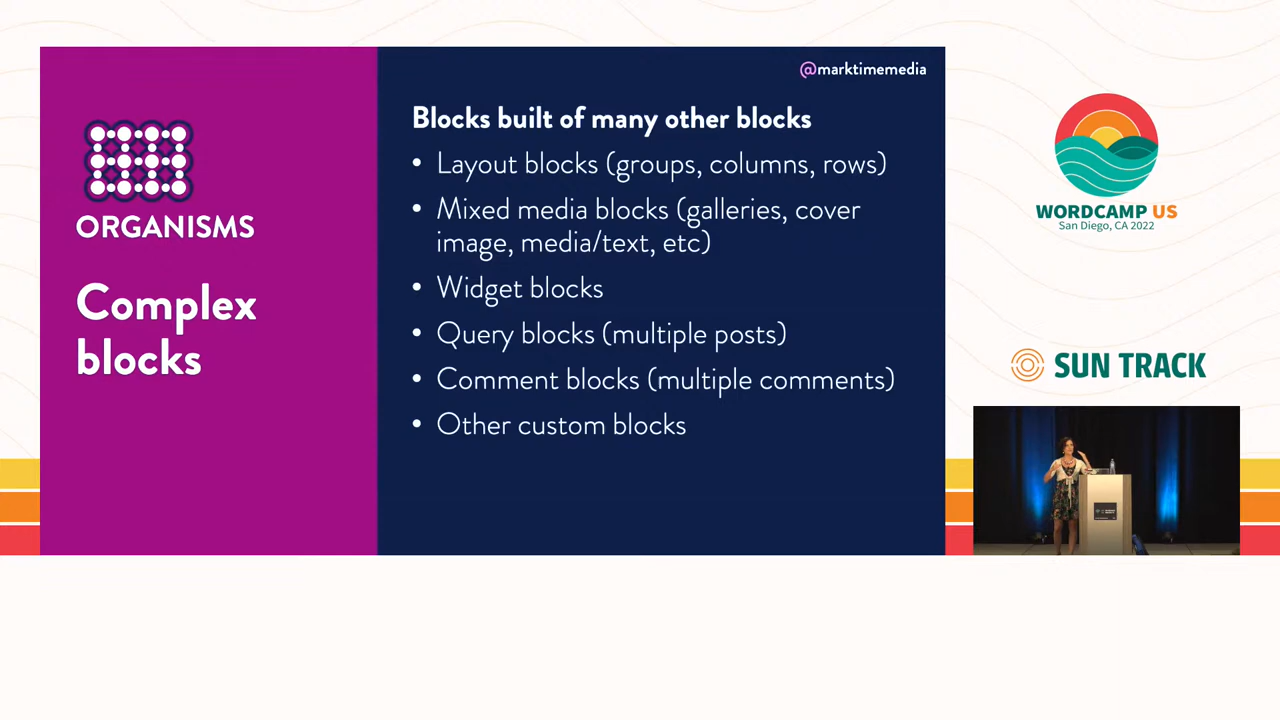 @marktimemedia
ORGANISMS
Complex
blocks
Blocks built of many other blocks
• Layout blocks (groups, columns, rows)
• Mixed media blocks (galleries, cover
image, media/text, etc)
• Widget blocks
• Query blocks (multiple posts)
• Comment blocks (multiple comments)
• Other custom blocks
WORDCAMP US
San Diego, CA 2022
SUN TRACK